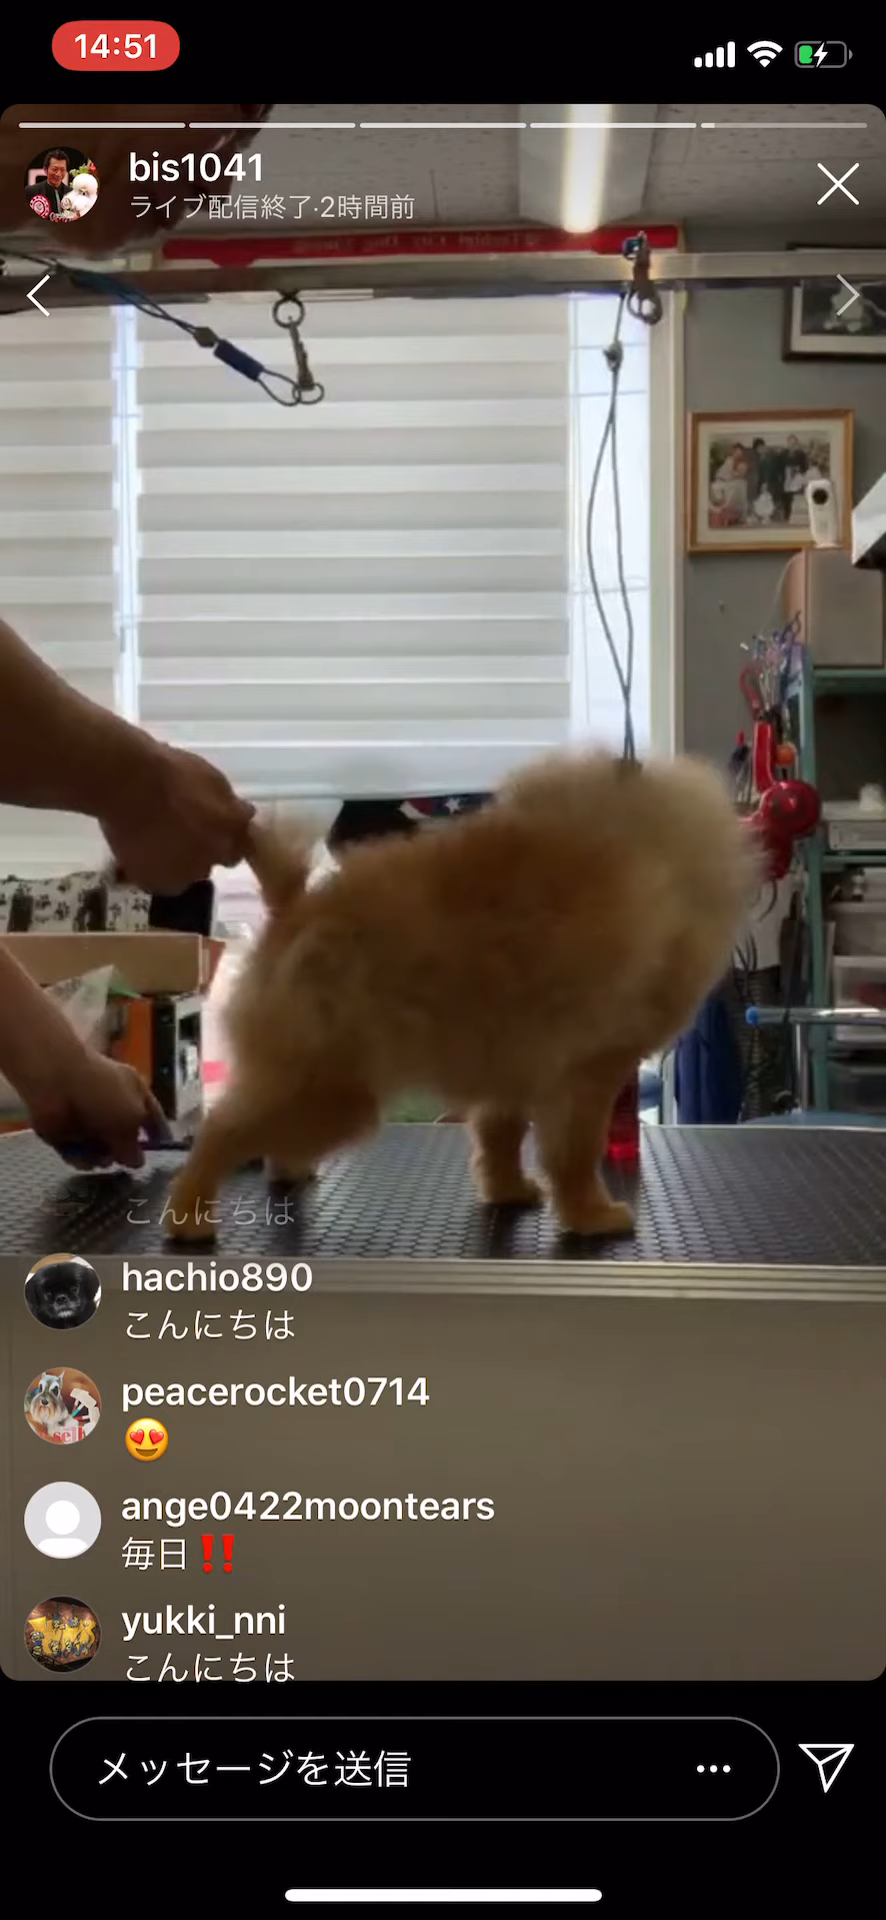 14:51
bis1041
ライブ配信終了·2時間前
こんにちは
hachio890
こんにちは
peacerocket0714
😍
ange0422moontears
毎日‼️
yukki_nni
こんにちは
メッセージを送信